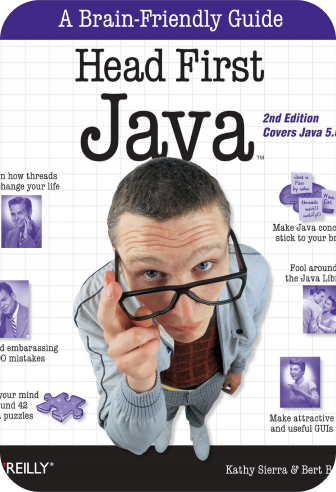 A Brain-Friendly Guide
Head First
Java™
2nd Edition
Covers Java 5.
n how threads
change your life
Make Java conc
stick to your br
Fool around
the Java Libr
d embarassing
O mistakes
your mind
und 42
puzzles
Make attractive
and useful GUIs
REILLY®
Kathy Sierra & Bert B